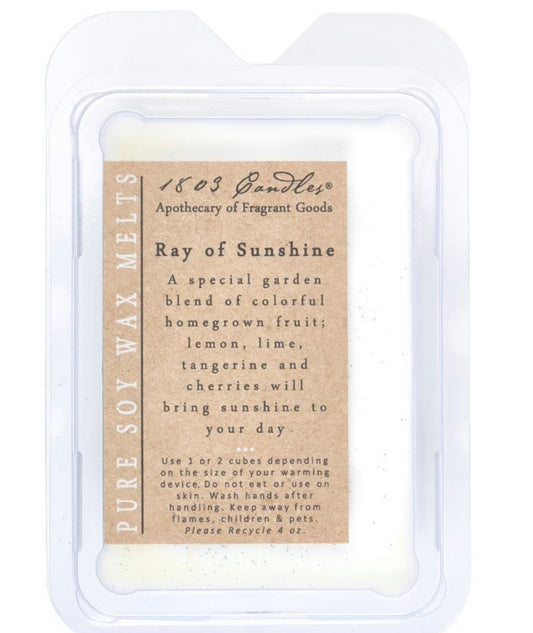 PURE SOY WAX MELTS
1803 Candles®
Apothecary of Fragrant Goods
Ray of Sunshine
A special garden
blend of colorful
homegrown fruit;
lemon, lime,
tangerine and
cherries will
bring sunshine to
your day
Use 1 or 2 cubes depending
on the size of your warming
device. Do not eat or use on
skin. Wash hands after
handling. Keep away from
flames, children & pets.
Please Recycle 4 oz.